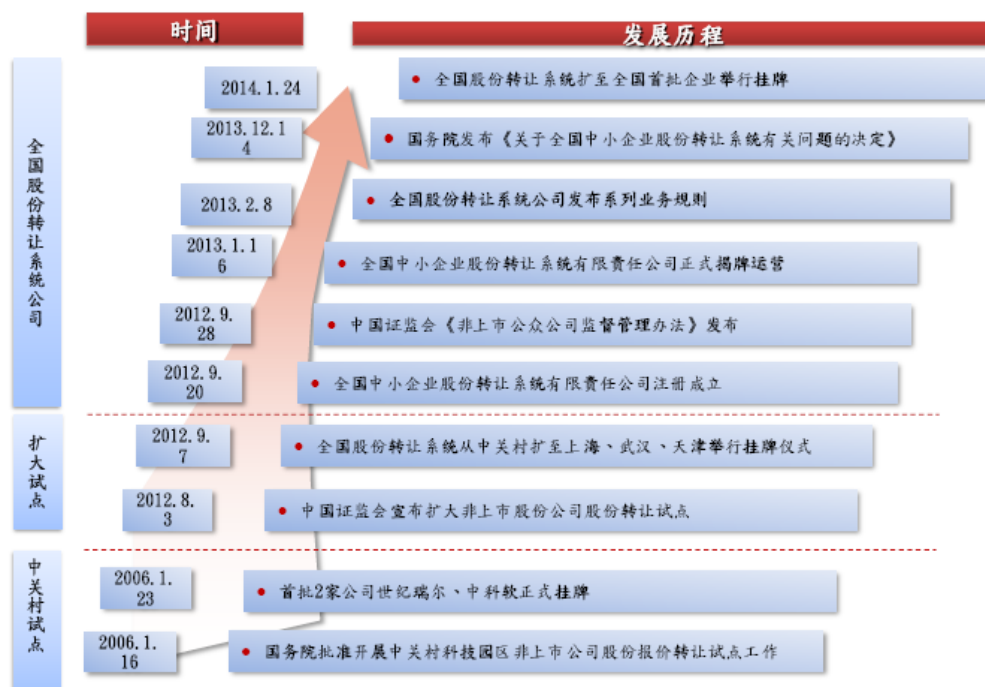 时间
发展历程
全国股份转让系统公司
2014.1.24
全国股份转让系统扩至全国首批企业举行挂牌
2013.12.1
4
国务院发布《关于全国中小企业股份转让系统有关问题的决定》
2013.2.8
全国股份转让系统公司发布系列业务规则
2013.1.1
6
全国中小企业股份转让系统有限责任公司正式揭牌运营
2012.9.
28
中国证监会《非上市公众公司监督管理办法》发布
2012.9.
20
全国中小企业股份转让系统有限责任公司注册成立
扩大试点
2012.9.
7
全国股份转让系统从中关村扩至上海、武汉、天津举行挂牌仪式
2012.8.
3
中国证监会宣布扩大非上市股份公司股份转让试点
中关村试点
2006.1.
23
首批2家公司世纪瑞尔、中科软正式挂牌
2006.1.
16
国务院批准开展中关村科技园区非上市公司股份报价转让试点工作